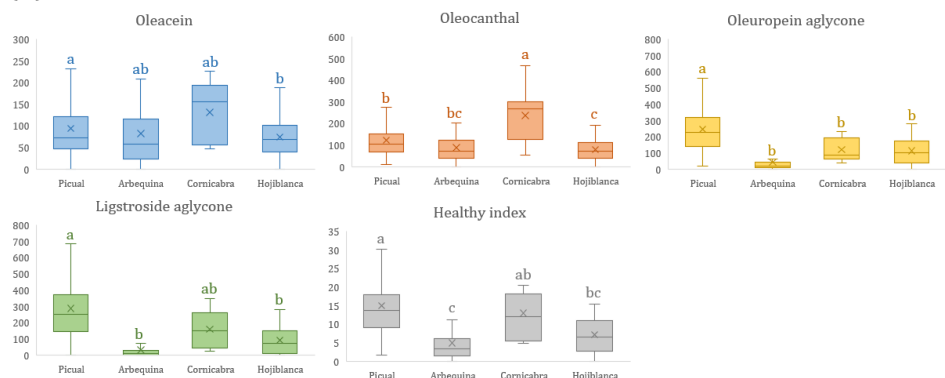 Oleacein
300
250
200
150
100
50
0
a
ab
ab
b
Picual Arbequina Cornicabra Hojiblanca
Oleocanthal
600
500
400
300
200
100
0
b
bc
a
c
Picual Arbequina Cornicabra Hojiblanca
Oleuropein aglycone
800
700
600
500
400
300
200
100
0
a
b
b
b
Picual Arbequina Cornicabra Hojiblanca
Ligstroside aglycone
800
700
600
500
400
300
200
100
0
a
b
ab
b
Picual Arbequina Cornicabra Hojiblanca
Healthy index
35
30
25
20
15
10
5
0
a
c
ab
bc
Picual Arbequina Cornicabra Hojiblanca